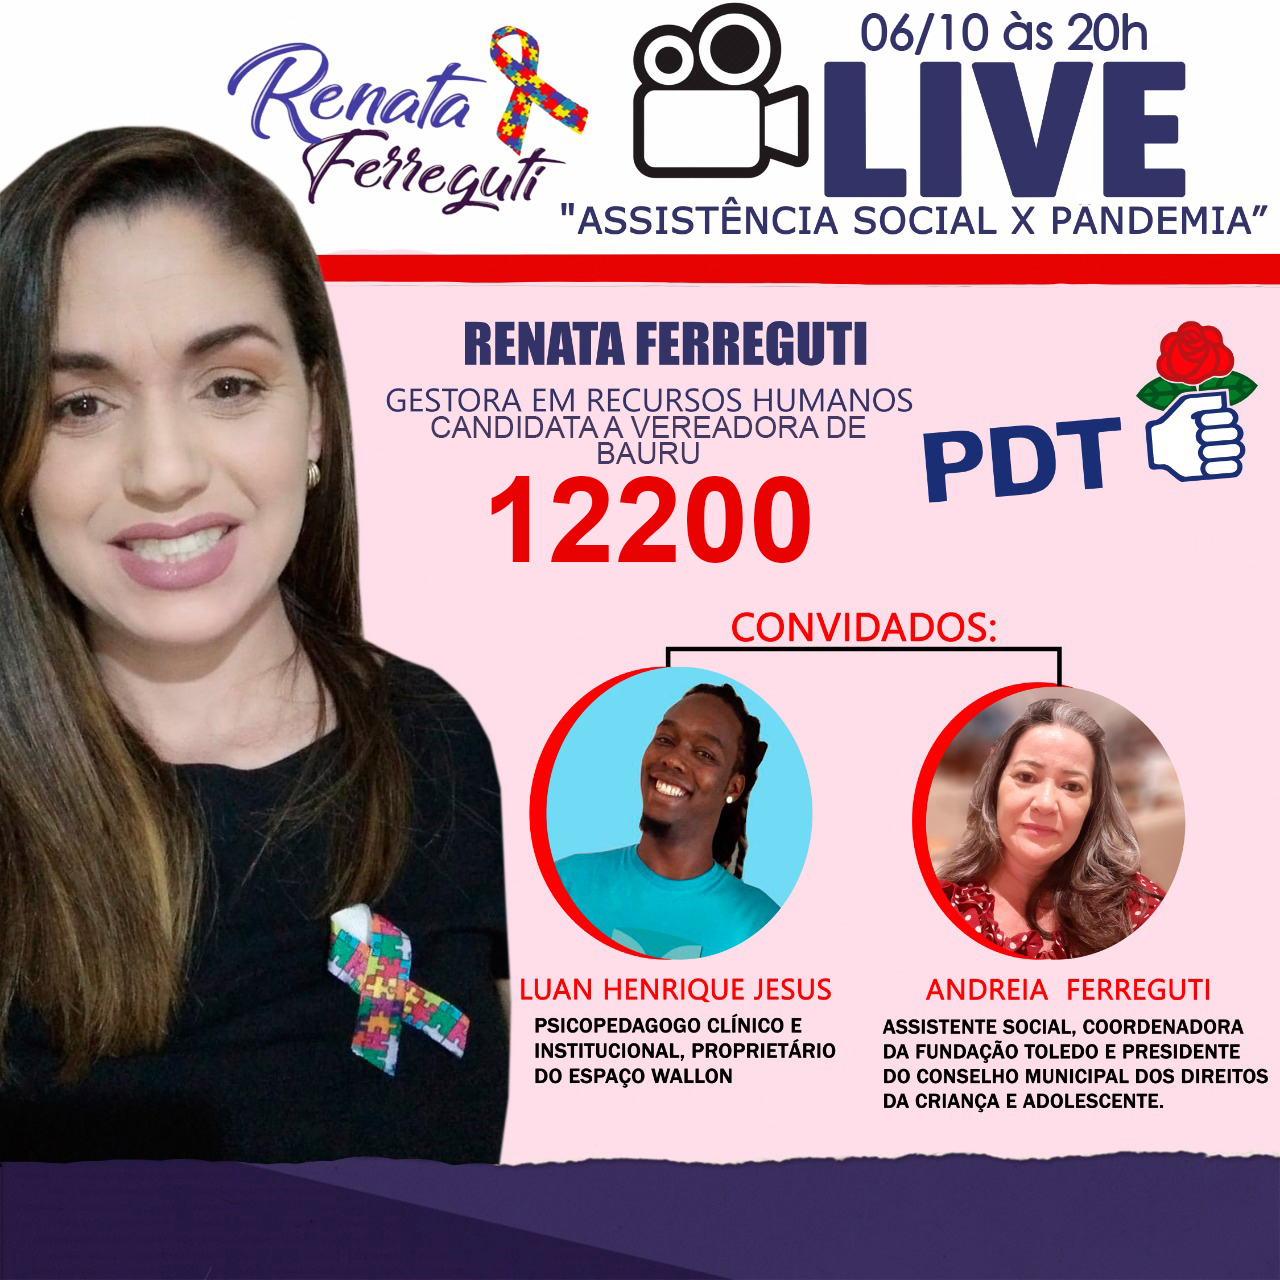 Renata
Ferreguti
06/10 às 20h
LIVE
"ASSISTÊNCIA SOCIAL X PANDEMIA”
RENATA FERREGUTI
GESTORA EM RECURSOS HUMANOS
CANDIDATA A VEREADORA DE
BAURU
12200
PDT
CONVIDADOS:
LUAN HENRIQUE JESUS
PSICOPEDAGOGO CLÍNICO E
INSTITUCIONAL, PROPRIETÁRIO
DO ESPAÇO WALLON
ANDREIA FERREGUTI
ASSISTENTE SOCIAL, COORDENADORA
DA FUNDAÇÃO TOLEDO E PRESIDENTE
DO CONSELHO MUNICIPAL DOS DIREITOS
DA CRIANÇA E ADOLESCENTE.